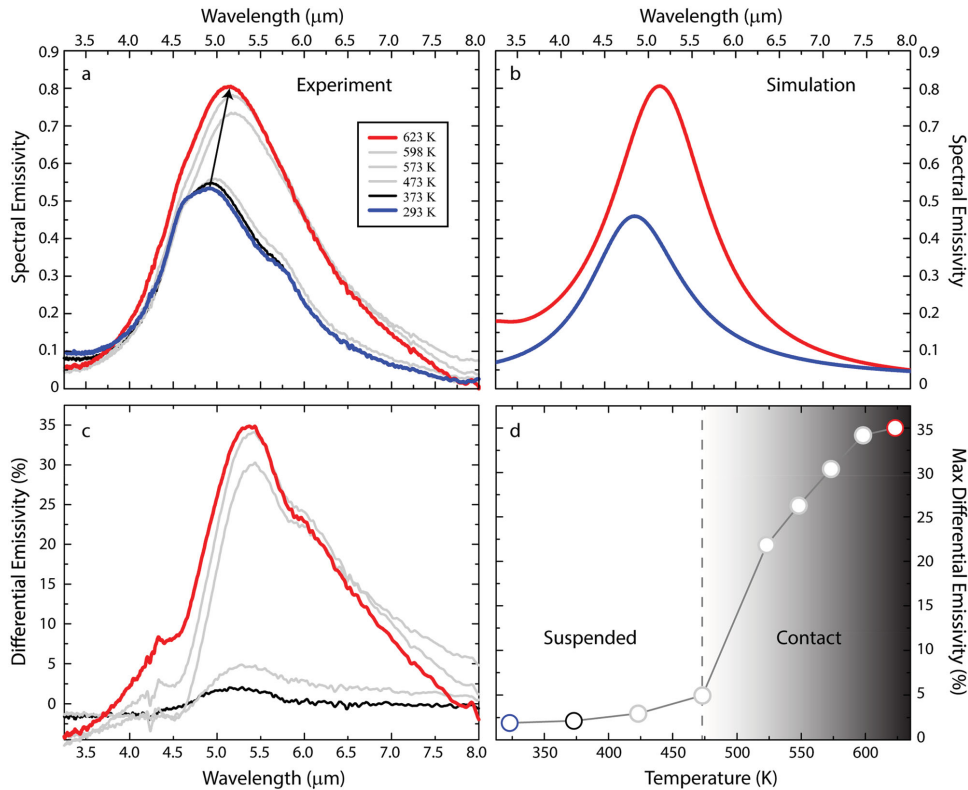 Wavelength (μm)
3.5 4.0 4.5 5.0 5.5 6.0 6.5 7.0 7.5 8.0
Wavelength (μm)
3.5 4.0 4.5 5.0 5.5 6.0 6.5 7.0 7.5 8.0
a
Experiment
Spectral Emissivity
0.9
0.8
0.7
0.6
0.5
0.4
0.3
0.2
0.1
0
623 K
598 K
573 K
473 K
373 K
293 K
b
Simulation
0.9
0.8
0.7
0.6
0.5
0.4
0.3
0.2
0.1
0
Spectral Emissivity
c
Differential Emissivity (%)
35
30
25
20
15
10
5
0
3.5 4.0 4.5 5.0 5.5 6.0 6.5 7.0 7.5 8.0
Wavelength (μm)
d
Suspended
Contact
35
30
25
20
15
10
5
0
Max Differential Emissivity (%)
350 400 450 500 550 600
Temperature (K)